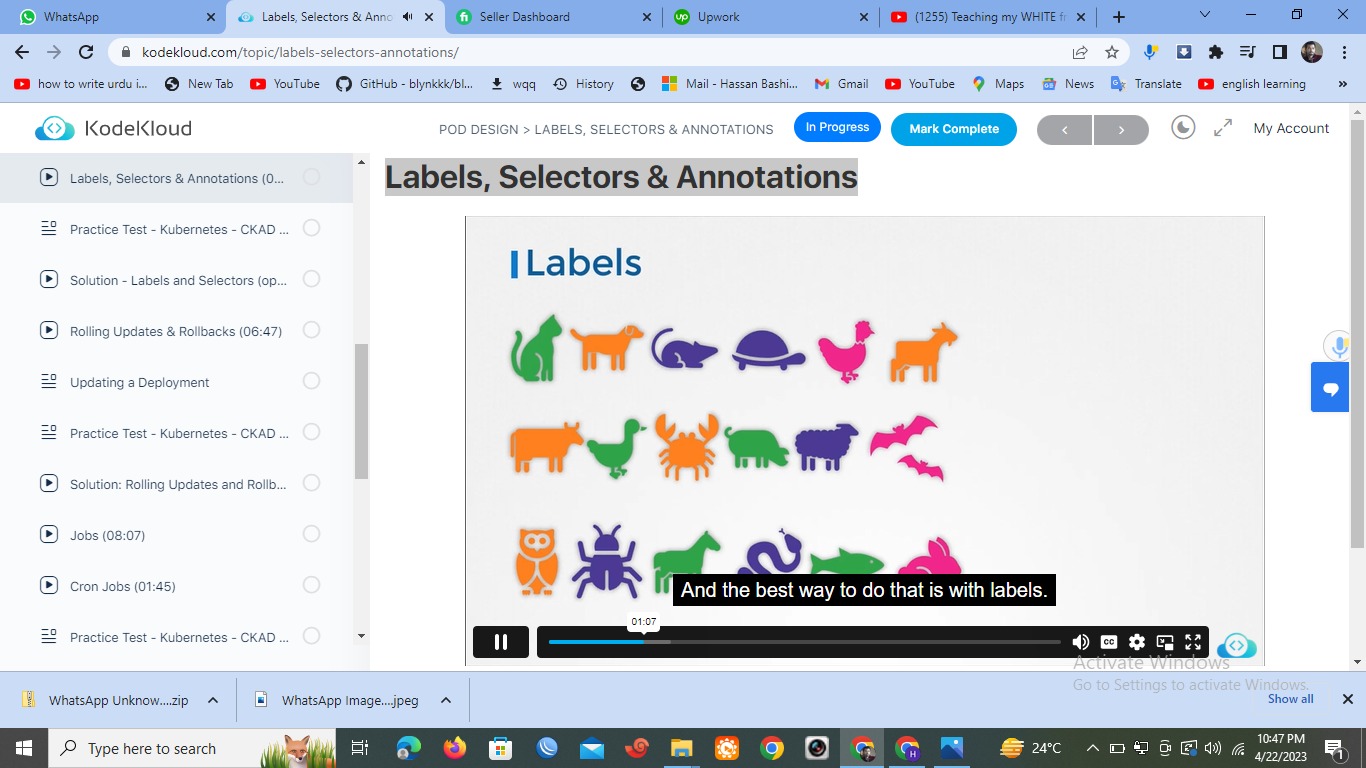 WhatsApp
Labels, Selectors & Anno
Seller Dashboard
Upwork
(1255) Teaching my WHITE fr
kodekloud.com/topic/labels-selectors-annotations/
how to write urdu i...
New Tab
YouTube
GitHub - blynkkk/bl...
wqq
History
Mail - Hassan Bashi...
Gmail
YouTube
Maps
News
Translate
english learning
»
KodeKloud
POD DESIGN > LABELS, SELECTORS & ANNOTATIONS
In Progress
Mark Complete
My Account
Labels, Selectors & Annotations (0...
Practice Test - Kubernetes - CKAD ...
Solution - Labels and Selectors (op...
Rolling Updates & Rollbacks (06:47)
Updating a Deployment
Practice Test - Kubernetes - CKAD ...
Solution: Rolling Updates and Rollb...
Jobs (08:07)
Cron Jobs (01:45)
Practice Test - Kubernetes - CKAD ...
Labels, Selectors & Annotations
Labels
And the best way to do that is with labels.
01:07
CC
Activate Windows
Go to Settings to activate Windows.
WhatsApp Unknow....zip
WhatsApp Image....jpeg
Show all
Type here to search
24°C
10:47 PM
4/22/2023
1